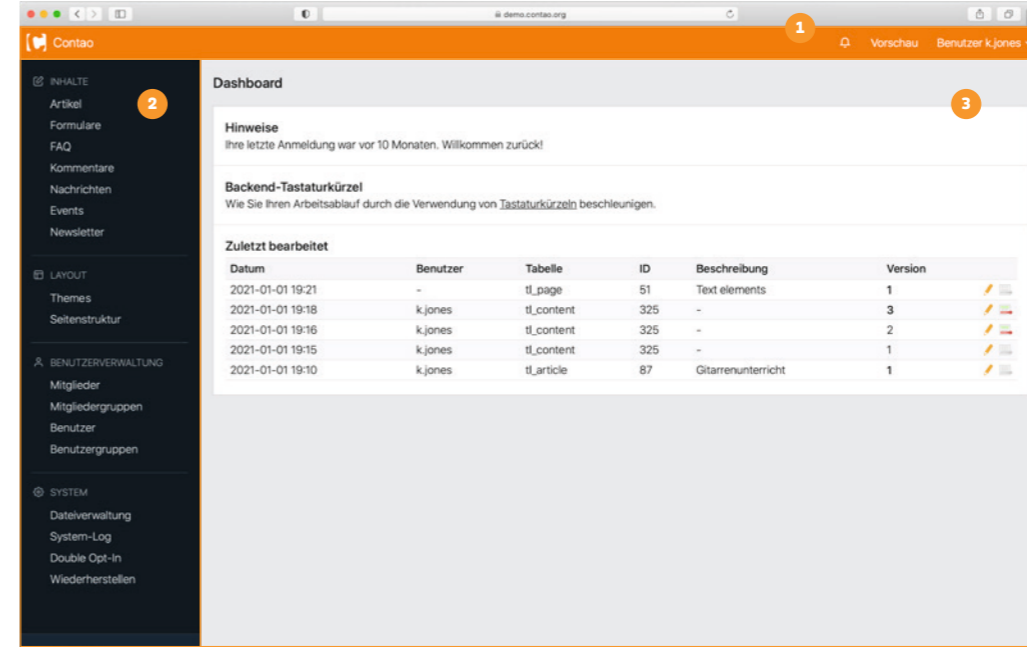 demo.contao.org
1
Contao
Vorschau Benutzer k.jones
INHALTE
Artikel
Formulare
FAQ
Kommentare
Nachrichten
Events
Newsletter
LAYOUT
Themes
Seitenstruktur
BENUTZERVERWALTUNG
Mitglieder
Mitgliedergruppen
Benutzer
Benutzergruppen
SYSTEM
Dateiverwaltung
System-Log
Double Opt-In
Wiederherstellen
2
Dashboard
3
Hinweise
Ihre letzte Anmeldung war vor 10 Monaten. Willkommen zurück!
Backend-Tastaturkürzel
Wie Sie Ihren Arbeitsablauf durch die Verwendung von Tastaturkürzeln beschleunigen.
Zuletzt bearbeitet
Datum Benutzer Tabelle ID Beschreibung Version
2021-01-01 19:21 - tl_page 51 Text elements 1
2021-01-01 19:18 k.jones tl_content 325 - 3
2021-01-01 19:16 k.jones tl_content 325 - 2
2021-01-01 19:15 k.jones tl_content 325 - 1
2021-01-01 19:10 k.jones tl_article 87 Gitarrenunterricht 1